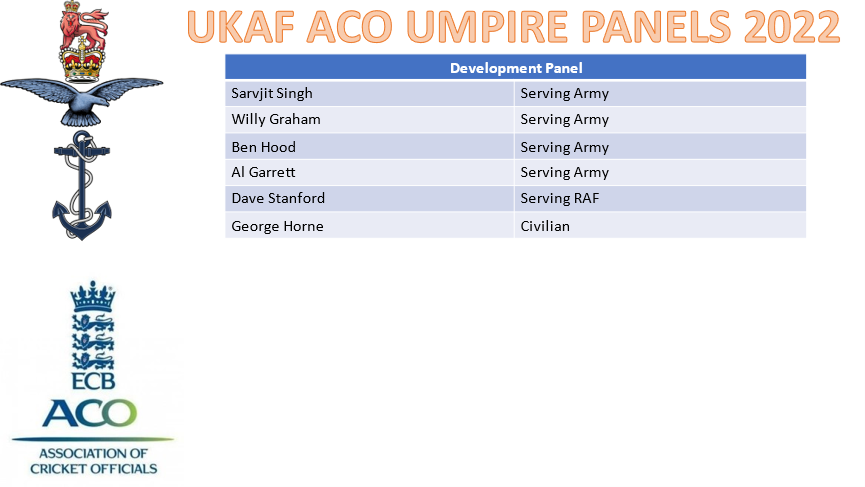 UKAF ACO UMPIRE PANELS 2022
Development Panel
Sarvjit Singh Serving Army
Willy Graham Serving Army
Ben Hood Serving Army
Al Garrett Serving Army
Dave Stanford Serving RAF
George Horne Civilian
ECB
ACO
ASSOCIATION OF
CRICKET OFFICIALS